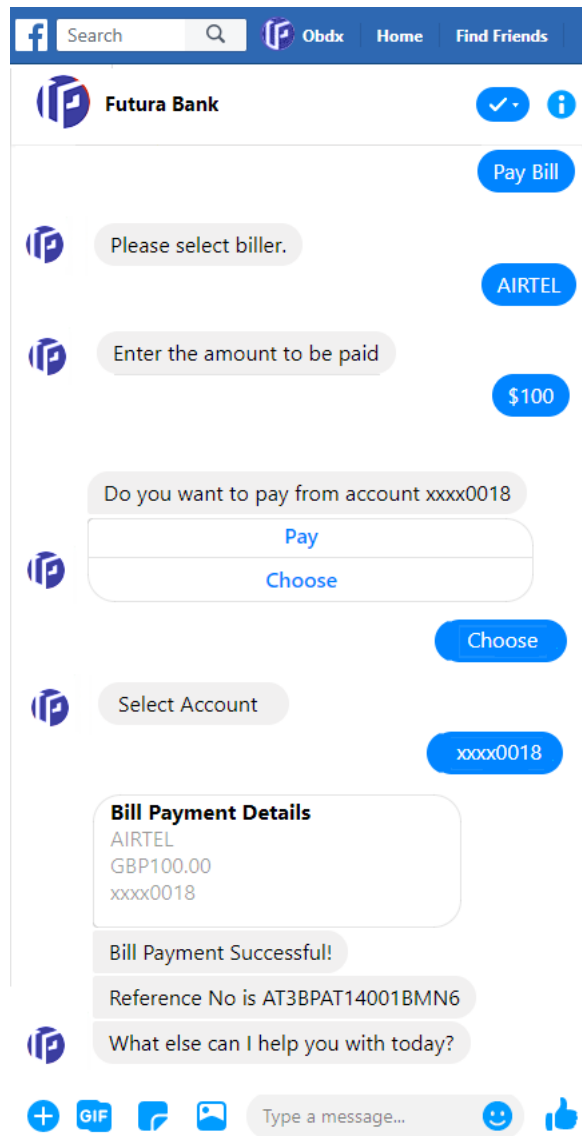 f Search Obdx Home Find Friends
Futura Bank
Pay Bill
Please select biller.
AIRTEL
Enter the amount to be paid
$100
Do you want to pay from account xxxx0018
Pay
Choose
Choose
Select Account
xxxx0018
Bill Payment Details
AIRTEL
GBP100.00
xxxx0018
Bill Payment Successful!
Reference No is AT3BPAT14001BMN6
What else can I help you with today?
GIF Type a message...